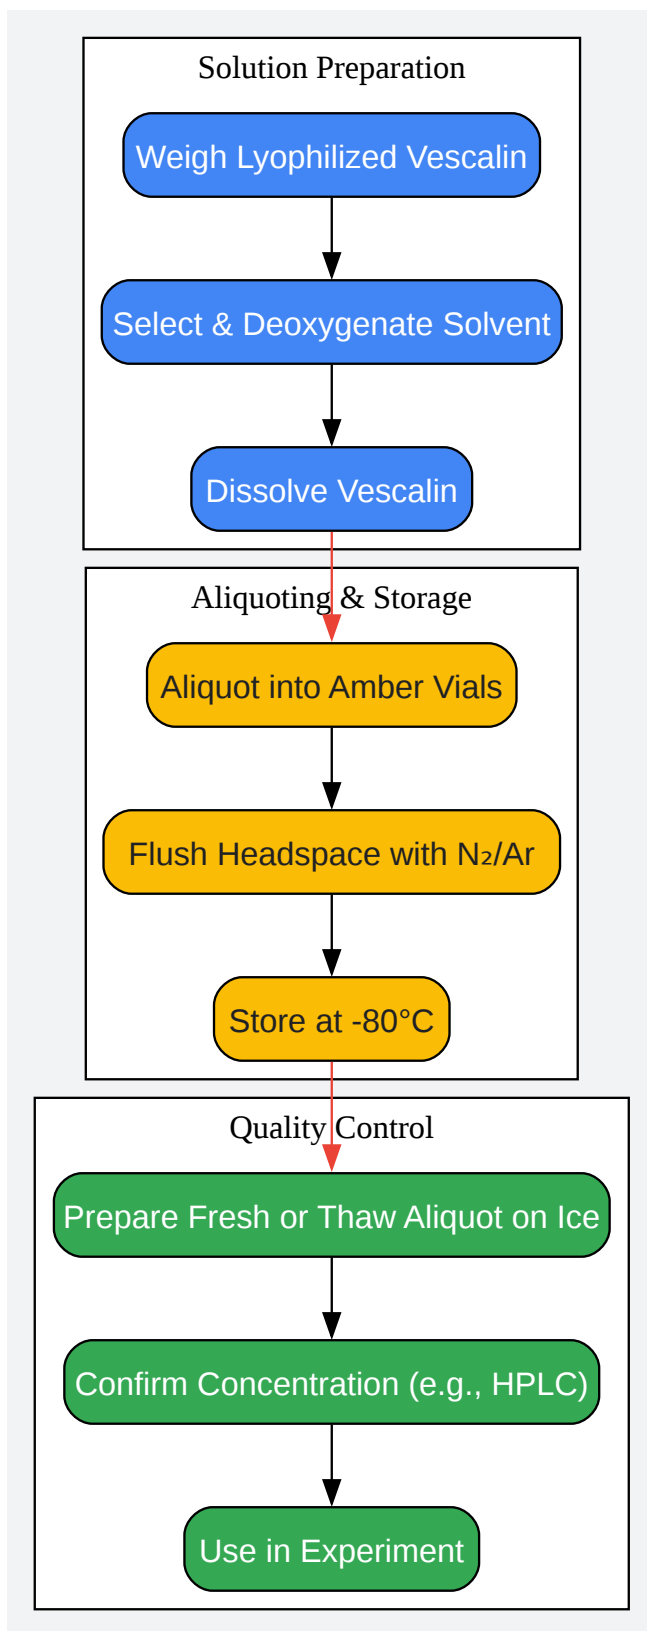 Solution Preparation
Weigh Lyophilized Vescalin
Select & Deoxygenate Solvent
Dissolve Vescalin
Aliquoting & Storage
Aliquot into Amber Vials
Flush Headspace with N₂/Ar
Store at -80°C
Quality Control
Prepare Fresh or Thaw Aliquot on Ice
Confirm Concentration (e.g., HPLC)
Use in Experiment